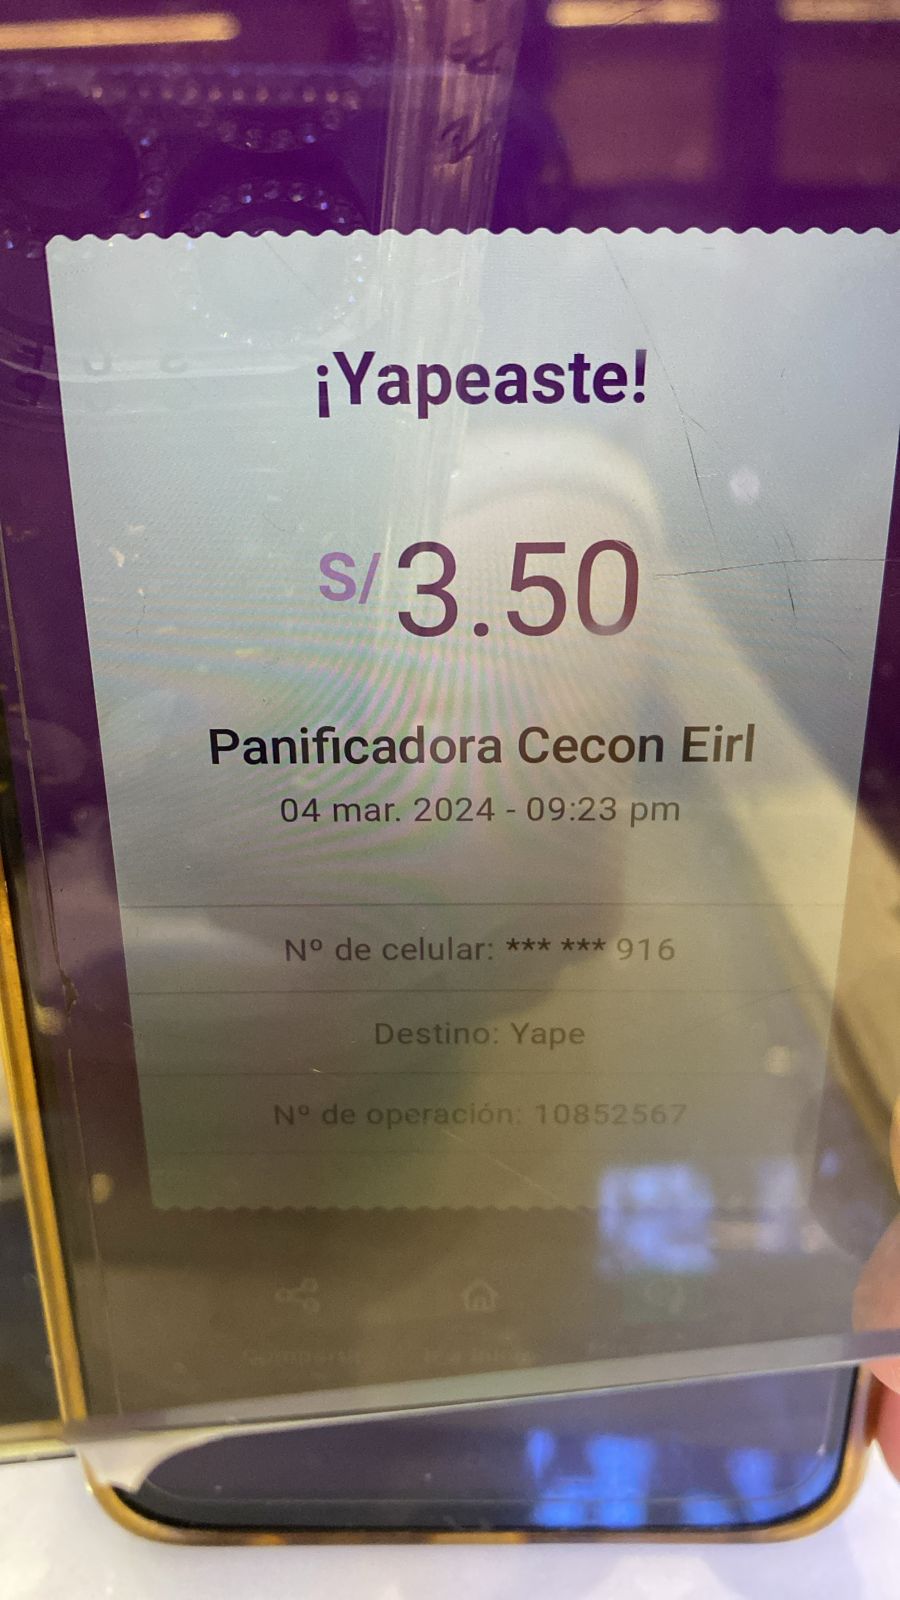 ¡Yapeaste!
S/ 3.50
Panificadora Cecon Eirl
04 mar. 2024 - 09:23 pm
Nº de celular: *** *** 916
Destino: Yape
Nº de operación: 10852567